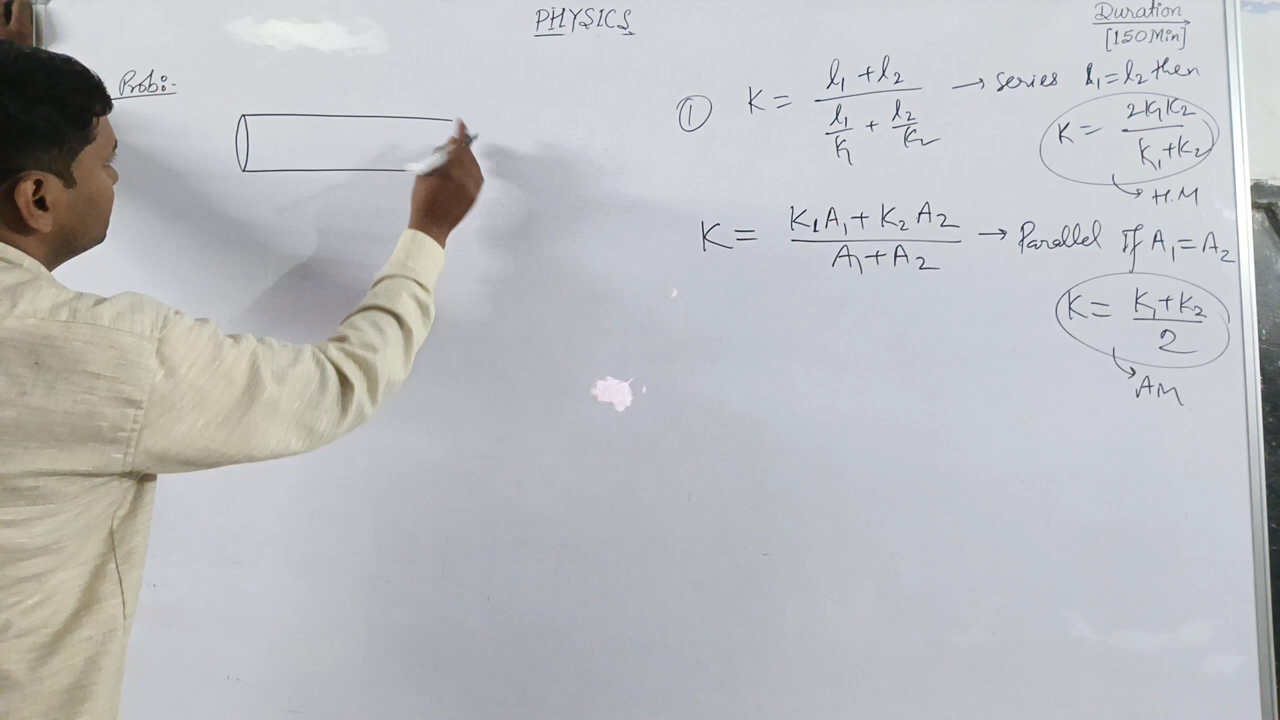 PHYSICS
Duration
[150 Min]
Prob:-
① K = (l₁ + l₂) / (l₁/K₁ + l₂/K₂) → series l₁ = l₂ then
K = 2K₁K₂ / (K₁ + K₂)
→ H.M
K = (K₁A₁ + K₂A₂) / (A₁ + A₂) → Parallel If A₁ = A₂
K = (K₁ + K₂) / 2
→ AM